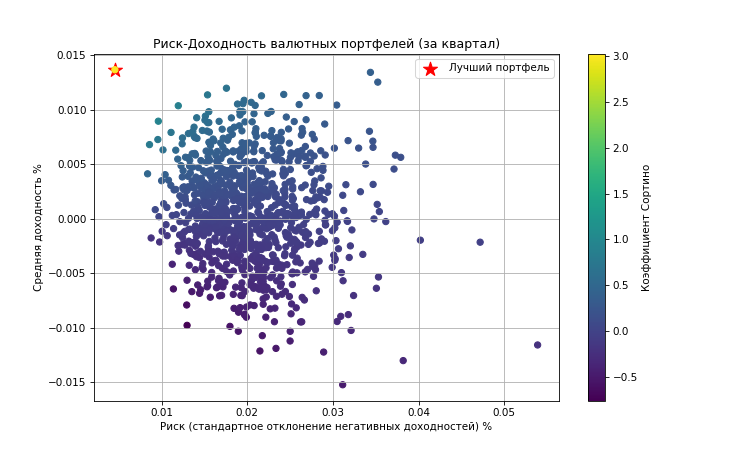 Риск-Доходность валютных портфелей (за квартал)
Лучший портфель
Средняя доходность %
0.015
0.010
0.005
0.000
−0.005
−0.010
−0.015
0.01 0.02 0.03 0.04 0.05
Риск (стандартное отклонение негативных доходностей) %
3.0
2.5
2.0
1.5
1.0
0.5
0.0
−0.5
Коэффициент Сортино